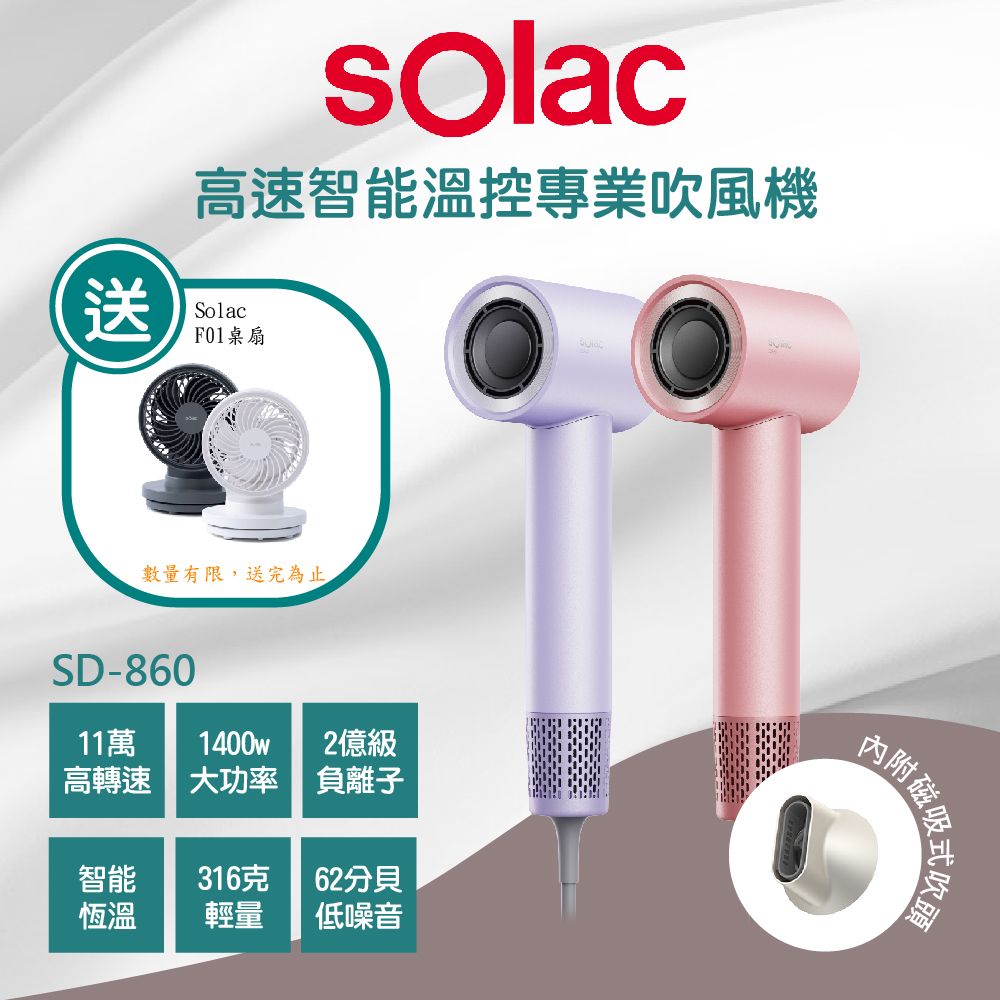 solac
高速智能溫控專業吹風機
送
Solac
F01桌扇
solac
數量有限，送完為止
solac
SD-860
11萬
高轉速
1400w
大功率
2億級
負離子
智能
恆溫
316克
輕量
62分貝
低噪音
內附磁吸式吹頭